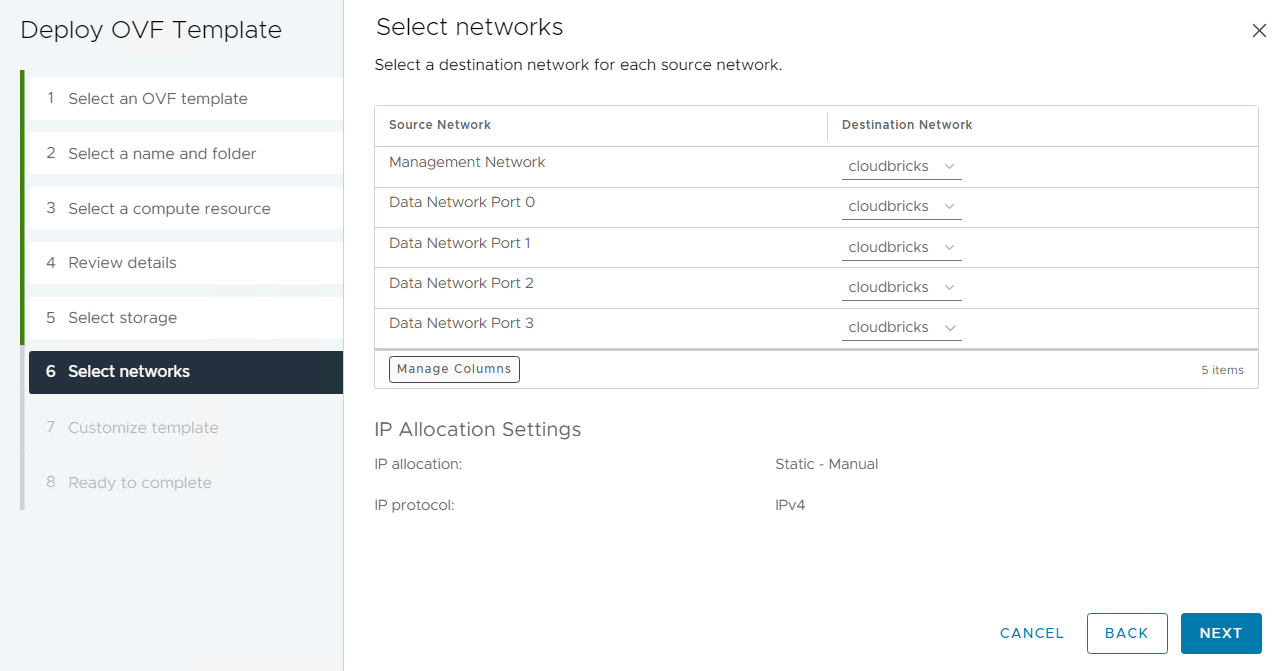 Deploy OVF Template
1 Select an OVF template
2 Select a name and folder
3 Select a compute resource
4 Review details
5 Select storage
6 Select networks
7 Customize template
8 Ready to complete
Select networks
Select a destination network for each source network.
Source Network Destination Network
Management Network cloudbricks
Data Network Port 0 cloudbricks
Data Network Port 1 cloudbricks
Data Network Port 2 cloudbricks
Data Network Port 3 cloudbricks
Manage Columns 5 items
IP Allocation Settings
IP allocation: Static - Manual
IP protocol: IPv4
CANCEL BACK NEXT